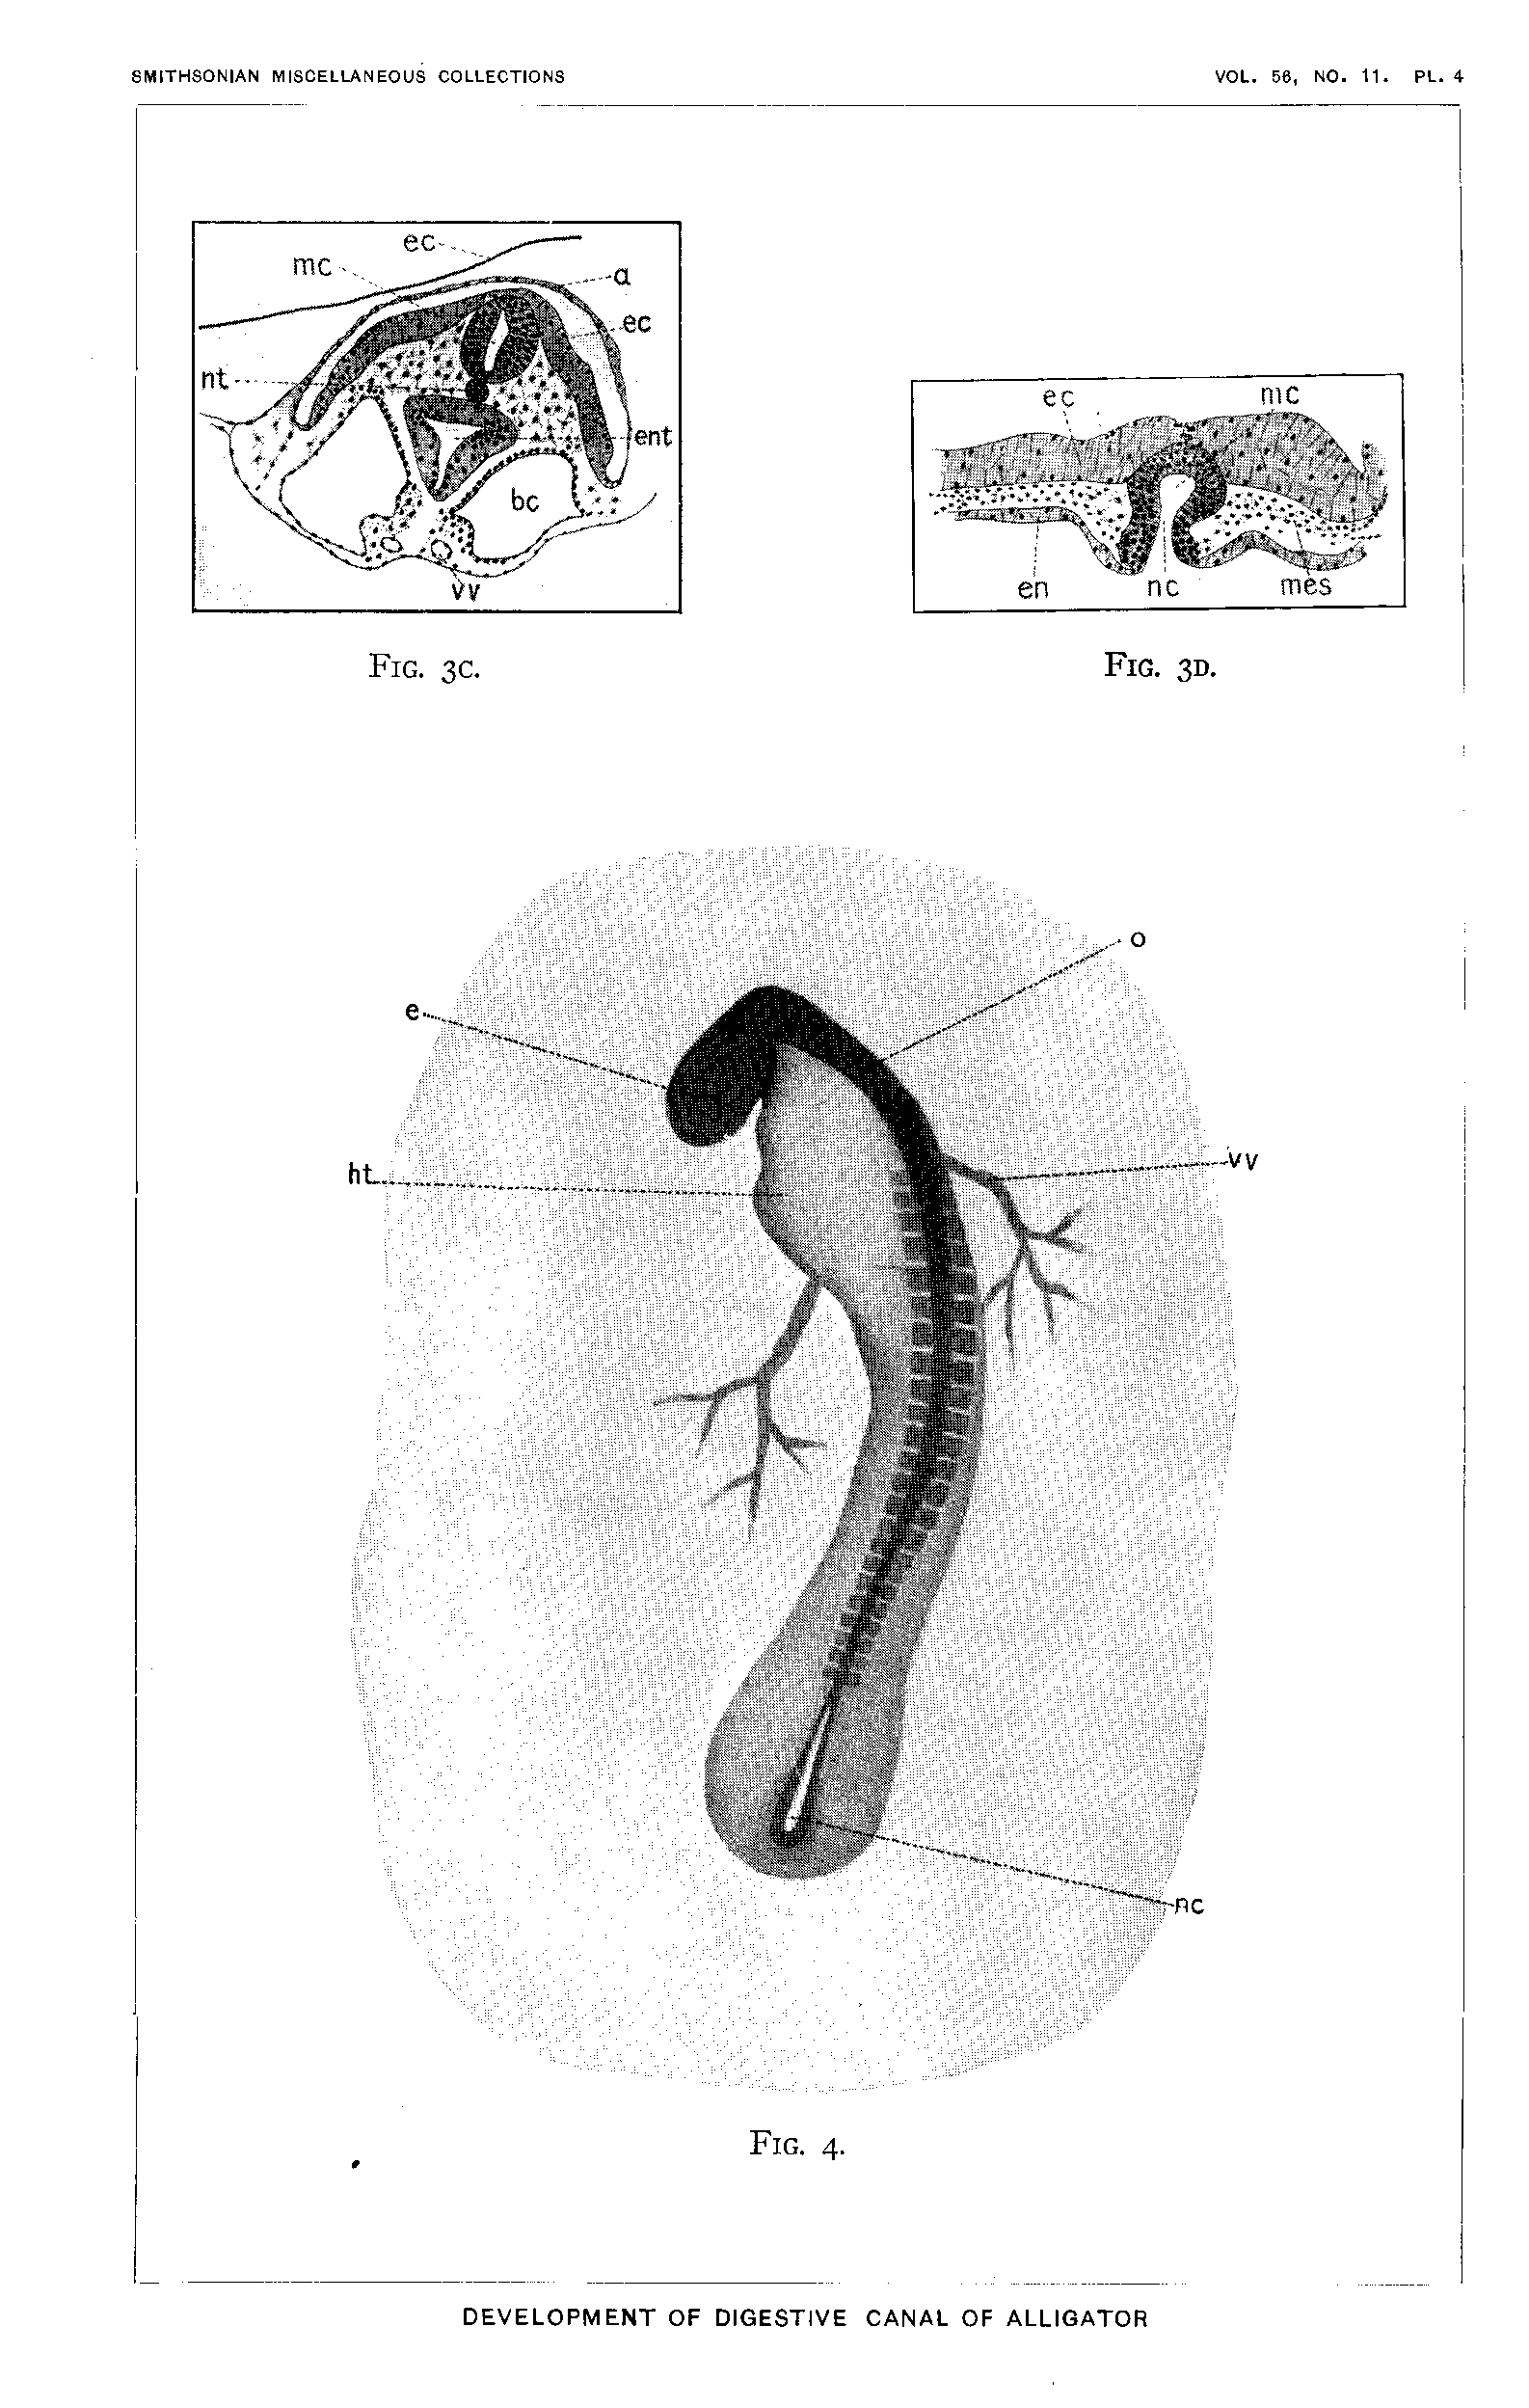 SMITHSONIAN MISCELLANEOUS COLLECTIONS
VOL. 56, NO. 11. PL. 4
ec
mc
a
ec
nt
ent
bc
vv
FIG. 3C.
ec
mc
en
nc
mes
FIG. 3D.
o
e
vv
ht
nc
FIG. 4.
DEVELOPMENT OF DIGESTIVE CANAL OF ALLIGATOR